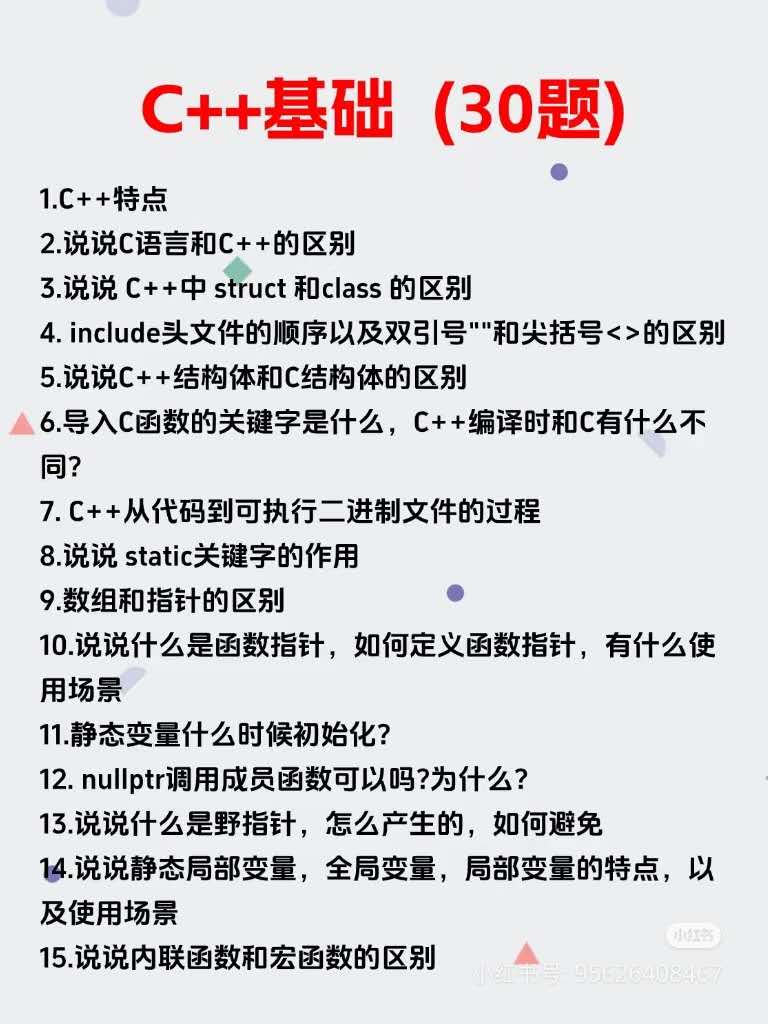 C++基础 (30题)
1.C++特点
2.说说C语言和C++的区别
3.说说 C++中 struct 和class 的区别
4. include头文件的顺序以及双引号""和尖括号<>的区别
5.说说C++结构体和C结构体的区别
6.导入C函数的关键字是什么，C++编译时和C有什么不
同?
7. C++从代码到可执行二进制文件的过程
8.说说 static关键字的作用
9.数组和指针的区别
10.说说什么是函数指针，如何定义函数指针，有什么使
用场景
11.静态变量什么时候初始化?
12. nullptr调用成员函数可以吗?为什么?
13.说说什么是野指针，怎么产生的，如何避免
14.说说静态局部变量，全局变量，局部变量的特点，以
及使用场景
15.说说内联函数和宏函数的区别
小红书
小红书号 95626408467